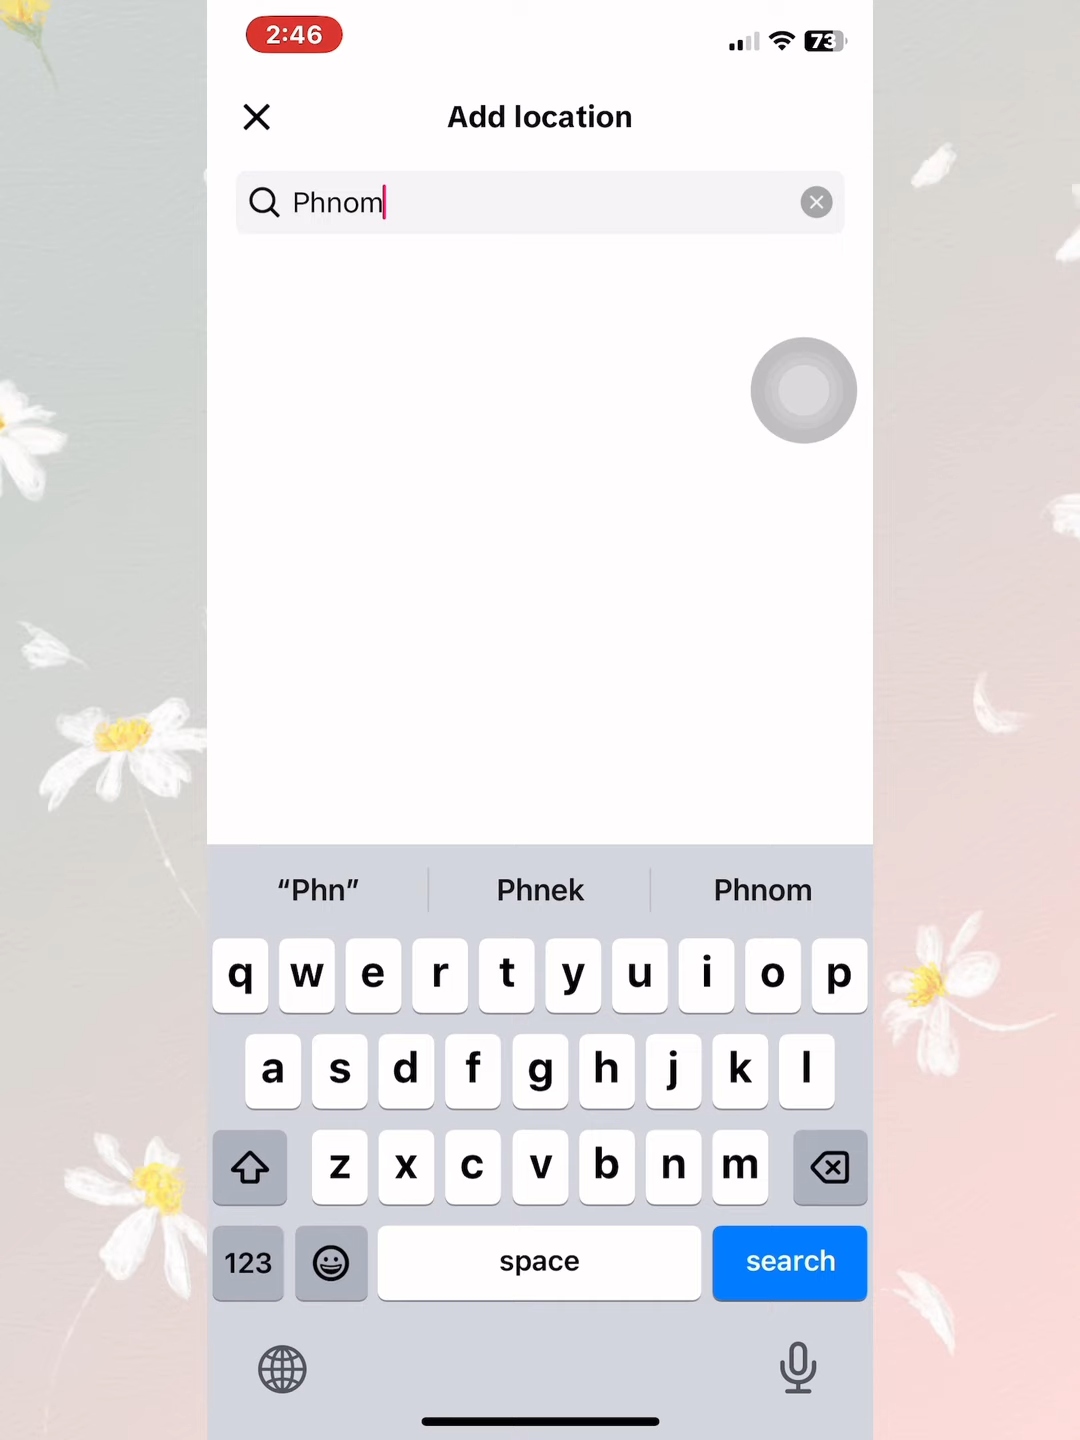 2:46
73
Add location
Phnom
“Phn” Phnek Phnom
q w e r t y u i o p
a s d f g h j k l
z x c v b n m
123 space search